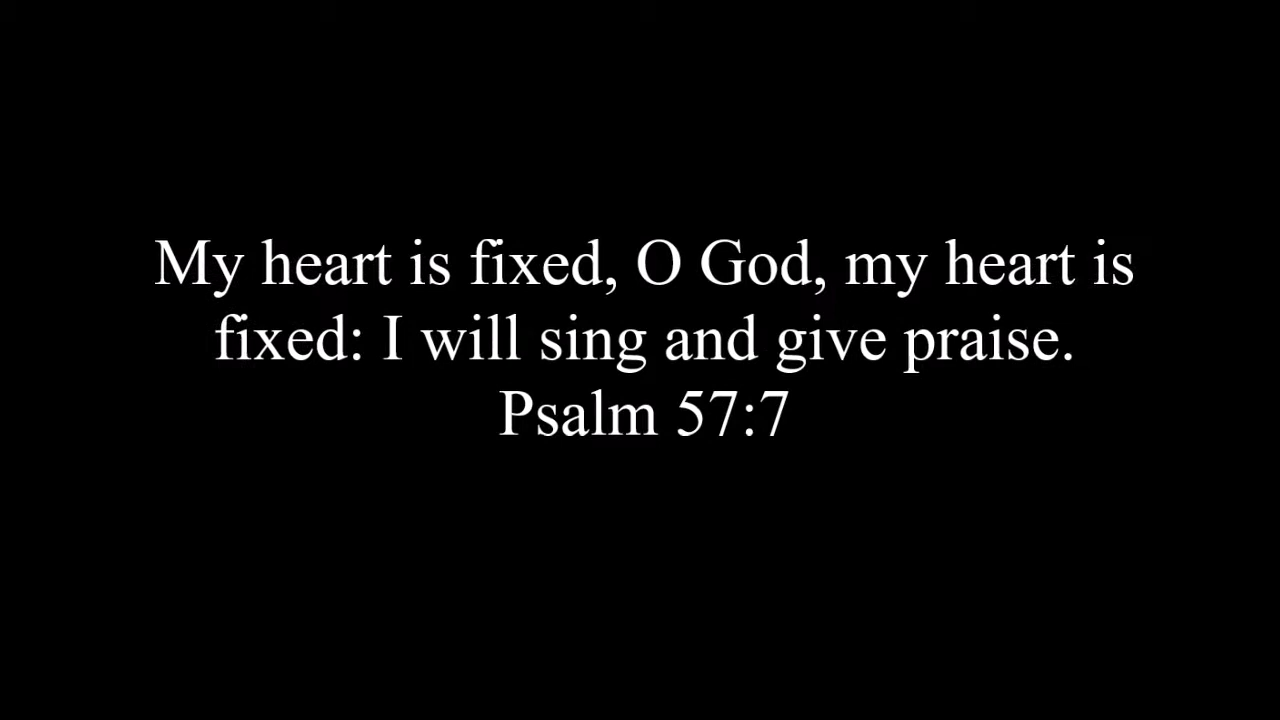 My heart is fixed, O God, my heart is
fixed: I will sing and give praise.
Psalm 57:7